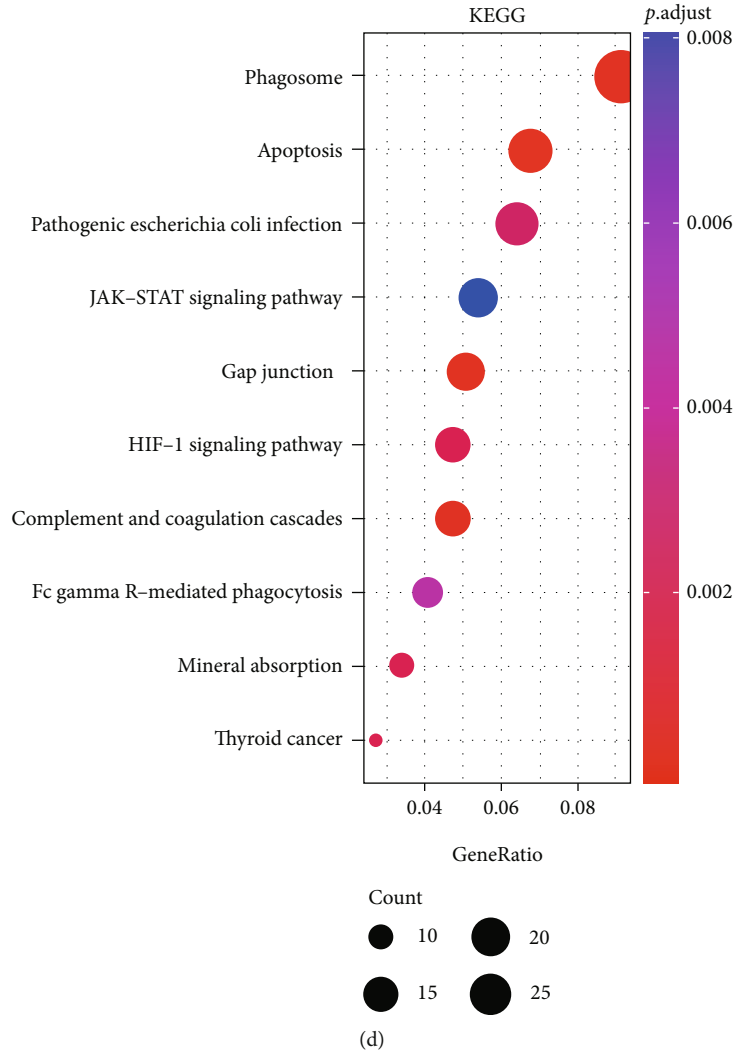 KEGG
p.adjust
Phagosome
Apoptosis
Pathogenic escherichia coli infection
JAK–STAT signaling pathway
Gap junction
HIF–1 signaling pathway
Complement and coagulation cascades
Fc gamma R–mediated phagocytosis
Mineral absorption
Thyroid cancer
0.008
0.006
0.004
0.002
0.04 0.06 0.08
GeneRatio
Count
10 20
15 25
(d)